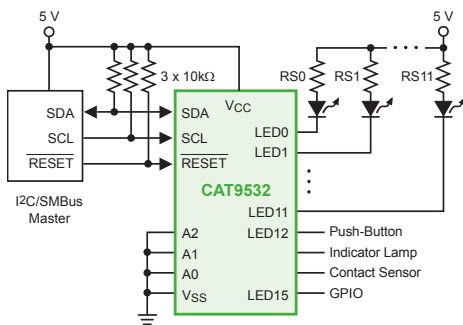 5 V
5 V
3 x 10kΩ
RS0
RS1
RS11
SDA
SCL
RESET
I2C/SMBus
Master
VCC
SDA
SCL
RESET
CAT9532
A2
A1
A0
VSS
LED0
LED1
LED11
LED12
LED15
Push-Button
Indicator Lamp
Contact Sensor
GPIO